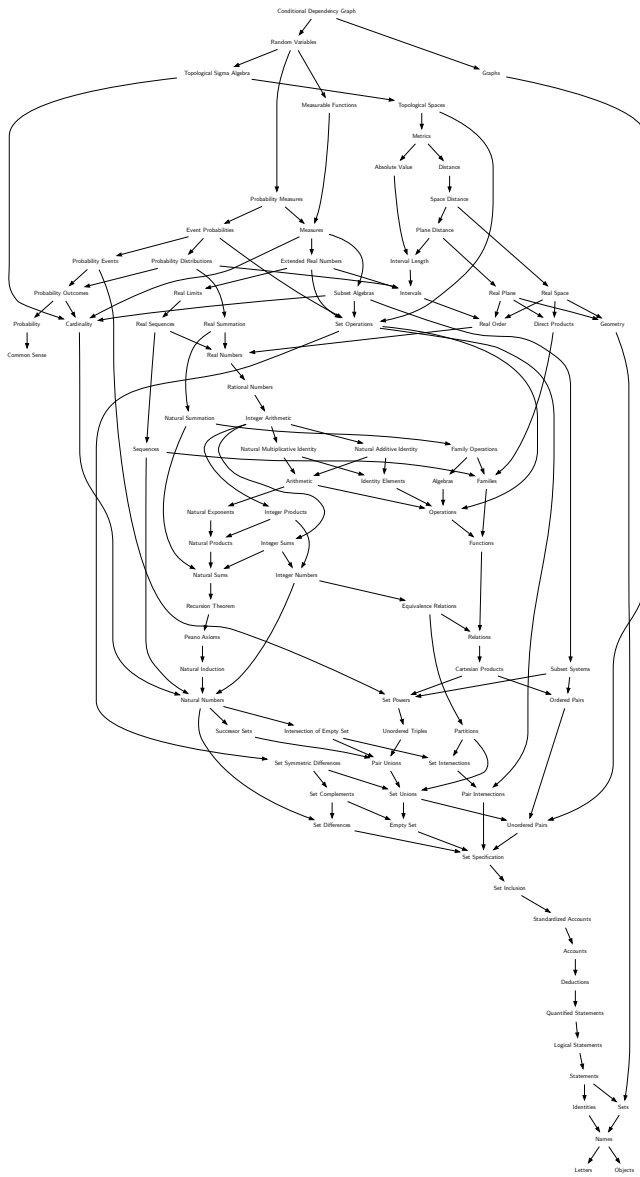 Conditional Dependency Graph
Random Variables
Topological Sigma Algebra
Graphs
Measurable Functions
Topological Spaces
Metrics
Absolute Value
Distance
Probability Measures
Space Distance
Event Probabilities
Measures
Plane Distance
Probability Events
Probability Distributions
Extended Real Numbers
Interval Length
Probability Outcomes
Real Limits
Subset Algebras
Intervals
Real Plane
Real Space
Probability
Cardinality
Real Sequences
Real Summation
Set Operations
Real Order
Direct Products
Geometry
Common Sense
Real Numbers
Rational Numbers
Natural Summation
Integer Arithmetic
Sequences
Natural Multiplicative Identity
Natural Additive Identity
Family Operations
Arithmetic
Identity Elements
Algebras
Families
Natural Exponents
Integer Products
Operations
Natural Products
Integer Sums
Functions
Natural Sums
Integer Numbers
Recursion Theorem
Equivalence Relations
Peano Axioms
Relations
Natural Induction
Cartesian Products
Subset Systems
Natural Numbers
Set Powers
Ordered Pairs
Successor Sets
Intersection of Empty Set
Unordered Triples
Partitions
Set Symmetric Differences
Pair Unions
Set Intersections
Set Complements
Set Unions
Pair Intersections
Set Differences
Empty Set
Unordered Pairs
Set Specification
Set Inclusion
Standardized Accounts
Accounts
Deductions
Quantified Statements
Logical Statements
Statements
Identities
Sets
Names
Letters
Objects